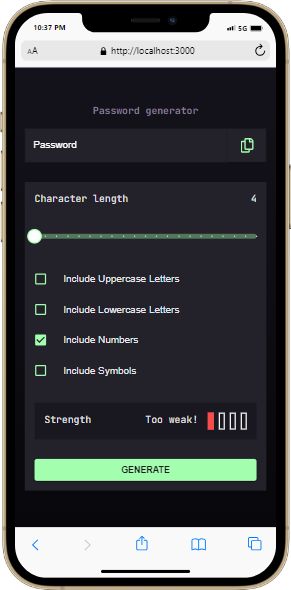 10:37 PM
5G
AA
http://localhost:3000
Password generator
Password
Character length 4
Include Uppercase Letters
Include Lowercase Letters
Include Numbers
Include Symbols
Strength Too weak!
GENERATE